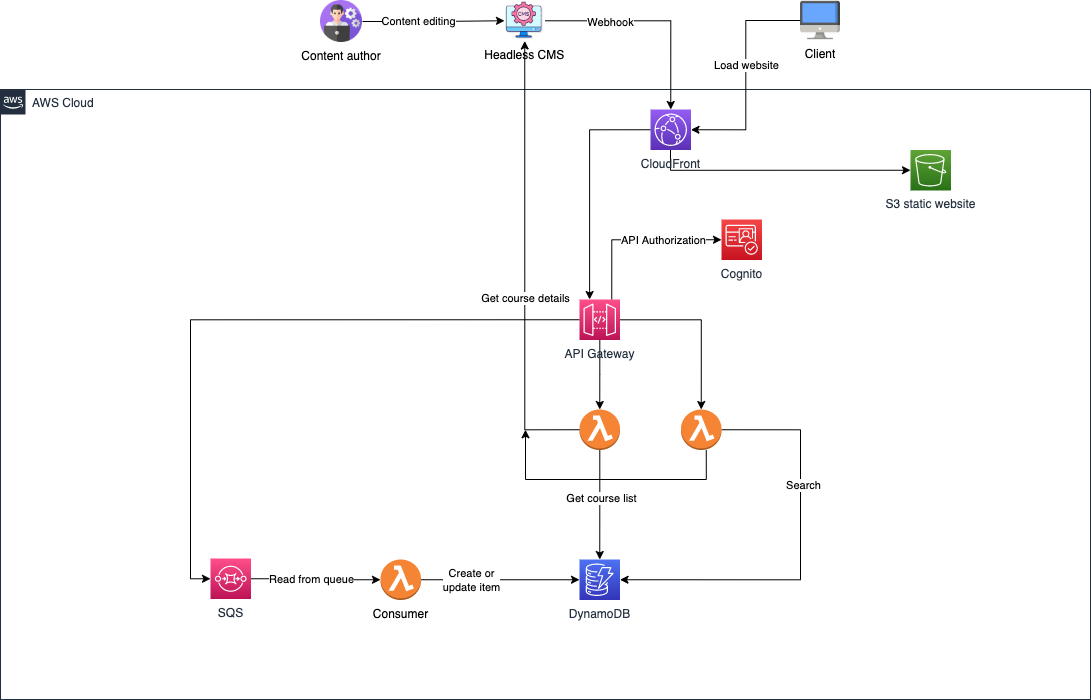 CMS
Content editing
Webhook
Content author
Headless CMS
Client
Load website
aws
AWS Cloud
CloudFront
S3 static website
API Authorization
Cognito
Get course details
</>
API Gateway
Get course list
Search
Read from queue
Create or
update item
SQS
Consumer
DynamoDB